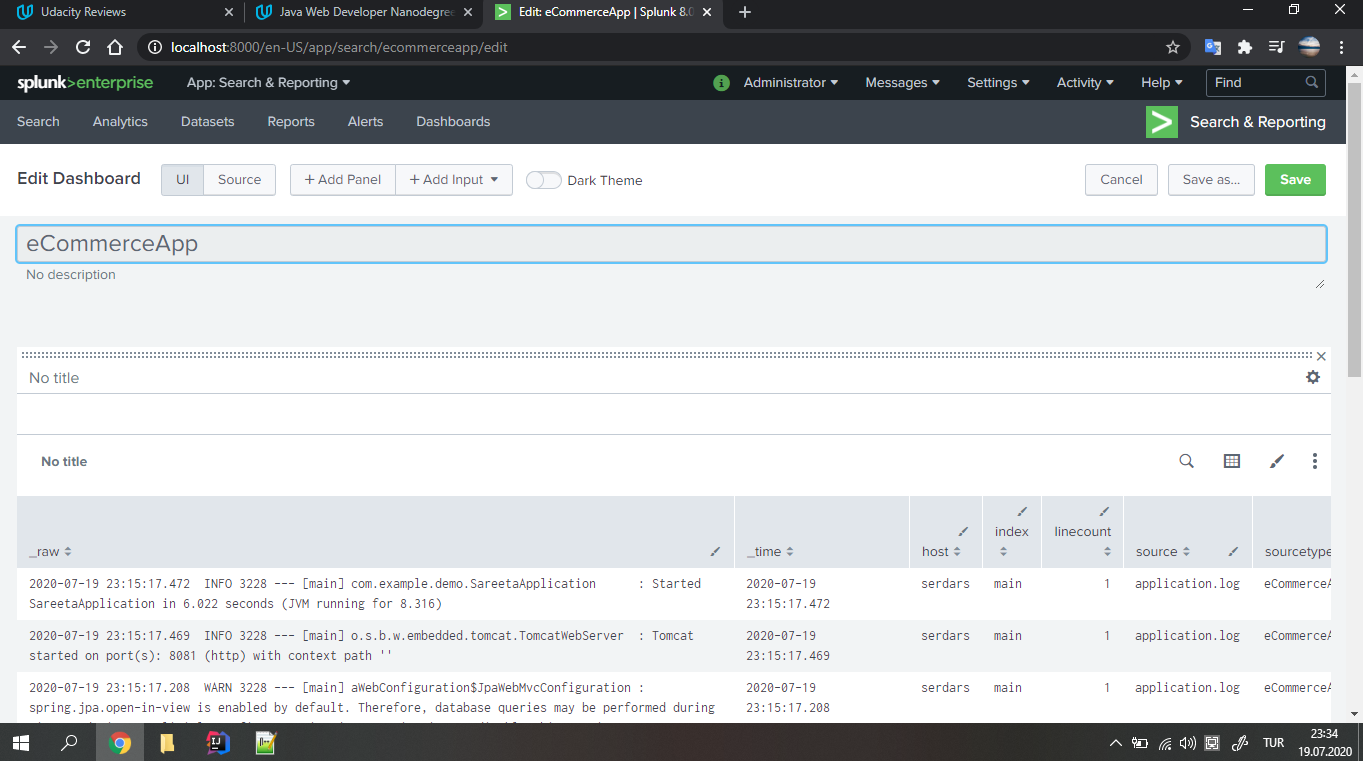 Udacity Reviews
Java Web Developer Nanodegree
Edit: eCommerceApp | Splunk 8.0
localhost:8000/en-US/app/search/ecommerceapp/edit
splunk>enterprise App: Search & Reporting
i Administrator Messages Settings Activity Help Find
Search Analytics Datasets Reports Alerts Dashboards
Search & Reporting
Edit Dashboard UI Source + Add Panel + Add Input Dark Theme Cancel Save as... Save
eCommerceApp
No description
No title
No title
_raw _time host index linecount source sourcetype
2020-07-19 23:15:17.472  INFO 3228 --- [main] com.example.demo.SareetaApplication      : Started
SareetaApplication in 6.022 seconds (JVM running for 8.316)
2020-07-19
23:15:17.472
serdars main 1 application.log eCommerceA
2020-07-19 23:15:17.469  INFO 3228 --- [main] o.s.b.w.embedded.tomcat.TomcatWebServer  : Tomcat
started on port(s): 8081 (http) with context path ''
2020-07-19
23:15:17.469
serdars main 1 application.log eCommerceA
2020-07-19 23:15:17.208  WARN 3228 --- [main] aWebConfiguration$JpaWebMvcConfiguration :
spring.jpa.open-in-view is enabled by default. Therefore, database queries may be performed during
2020-07-19
23:15:17.208
serdars main 1 application.log eCommerceA
TUR
23:34
19.07.2020